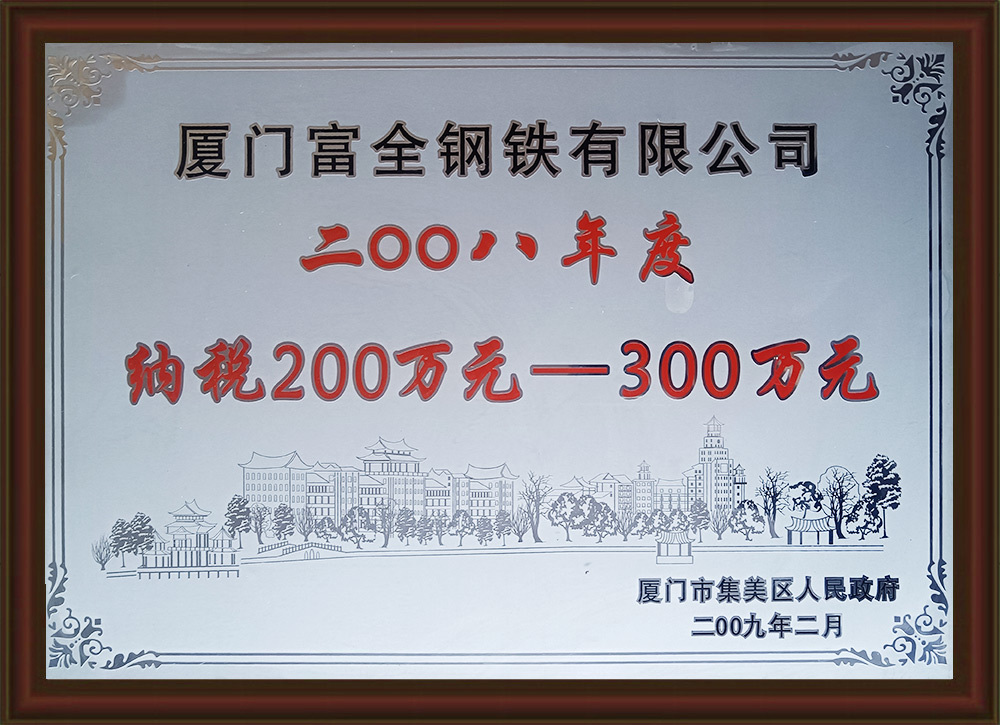 厦门富全钢铁有限公司
二〇〇八年度
纳税200万元—300万元
厦门市集美区人民政府
二00九年二月